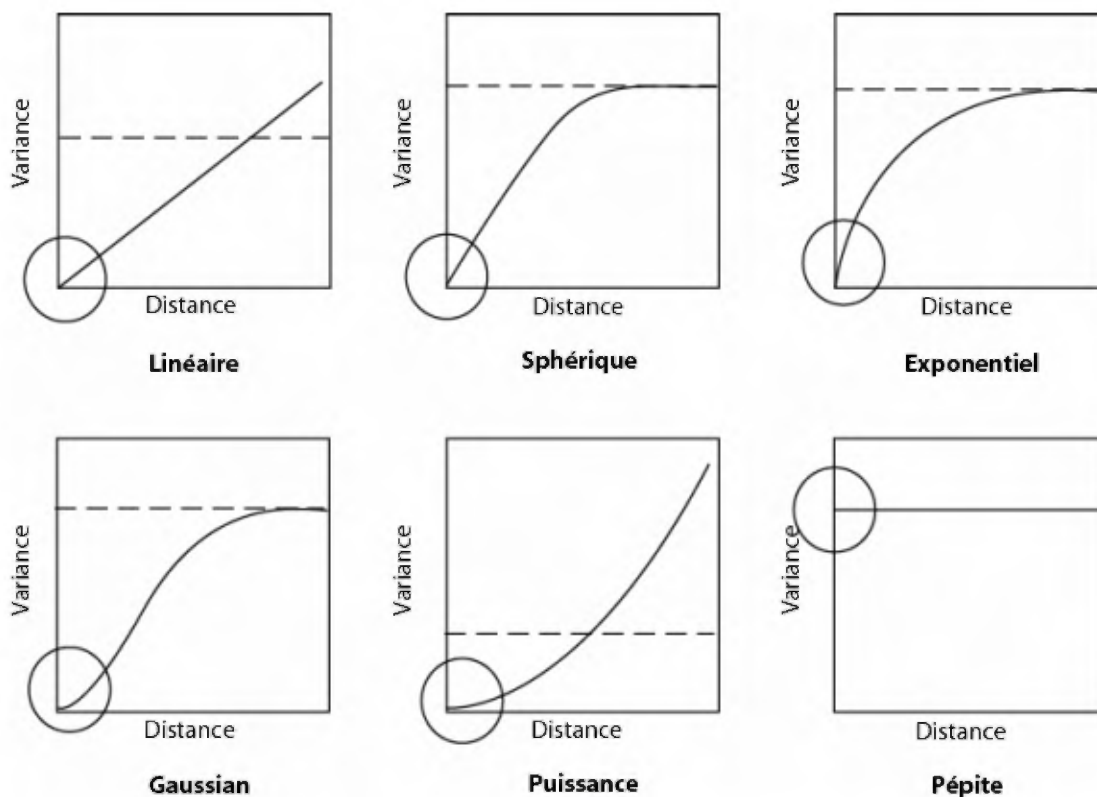 Variance
Distance
Linéaire
Variance
Distance
Sphérique
Variance
Distance
Exponentiel
Variance
Distance
Gaussian
Variance
Distance
Puissance
Variance
Distance
Pépite